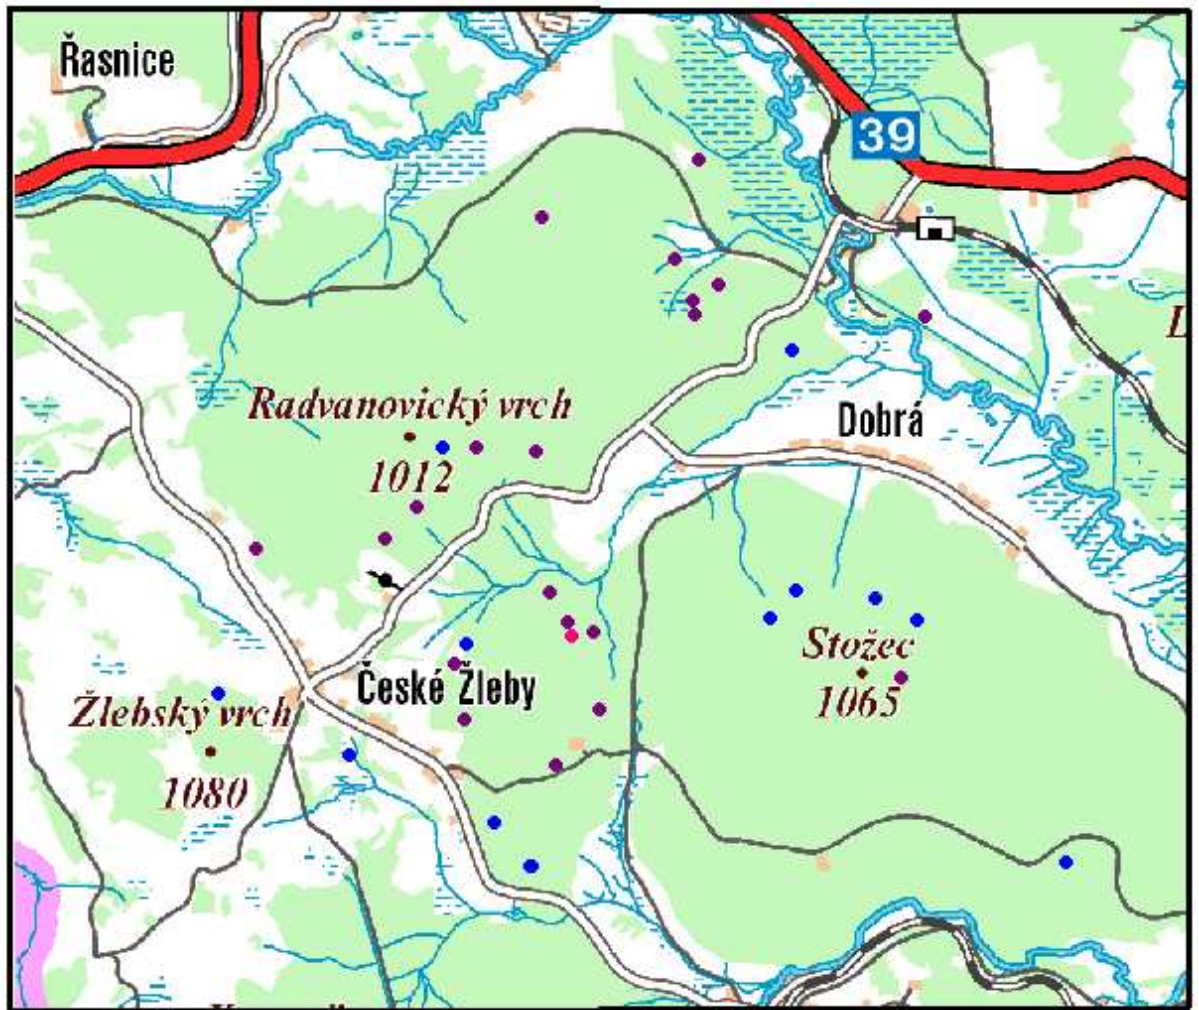 Řasnice
39
Radvanovický vrch
1012
Dobrá
Stožec
1065
České Žleby
Žlebský vrch
1080